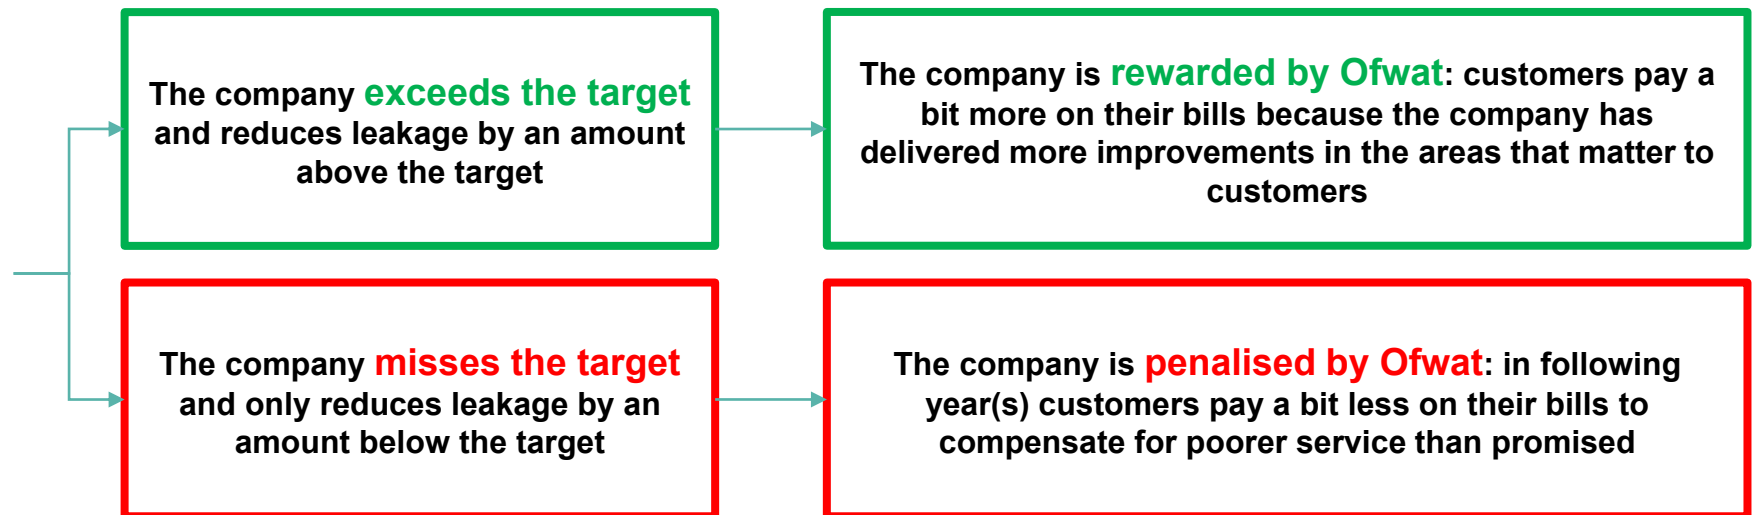 The company exceeds the target
and reduces leakage by an amount
above the target
The company is rewarded by Ofwat: customers pay a
bit more on their bills because the company has
delivered more improvements in the areas that matter to
customers
The company misses the target
and only reduces leakage by an
amount below the target
The company is penalised by Ofwat: in following
year(s) customers pay a bit less on their bills to
compensate for poorer service than promised